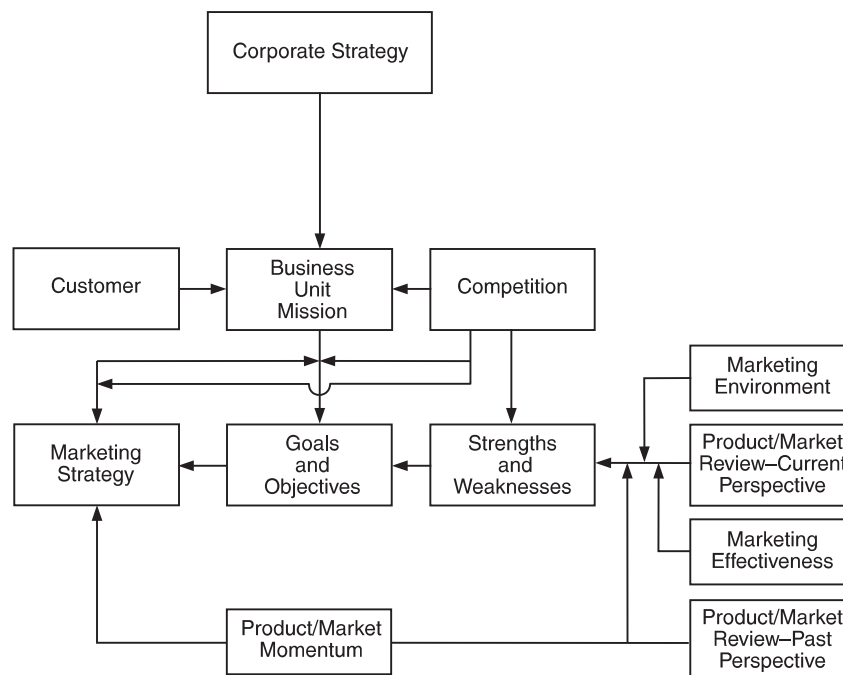 Corporate Strategy
Customer
Business
Unit
Mission
Competition
Marketing
Environment
Marketing
Strategy
Goals
and
Objectives
Strengths
and
Weaknesses
Product/Market
Review–Current
Perspective
Marketing
Effectiveness
Product/Market
Momentum
Product/Market
Review–Past
Perspective